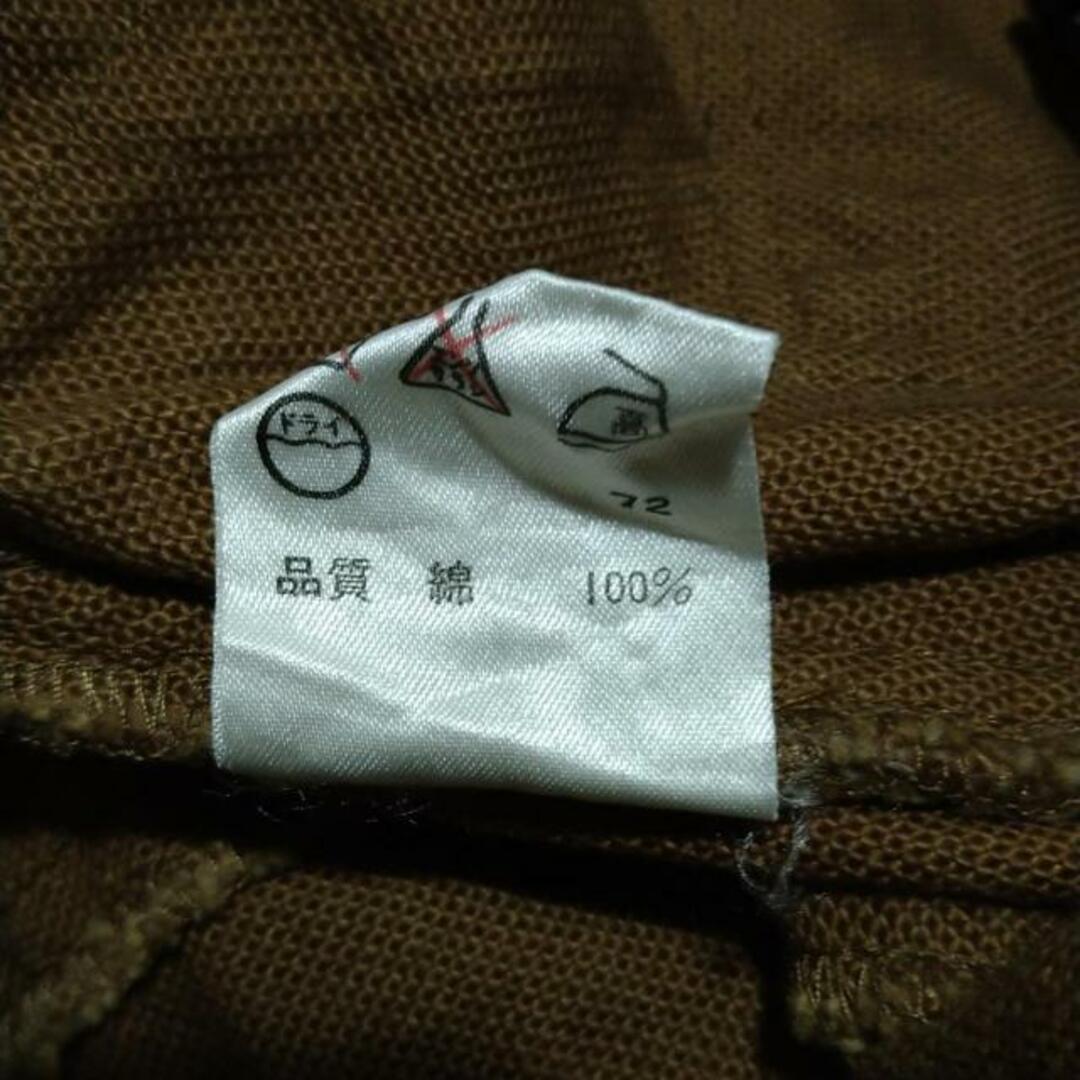 ドライ
高
72
品質 綿 100%